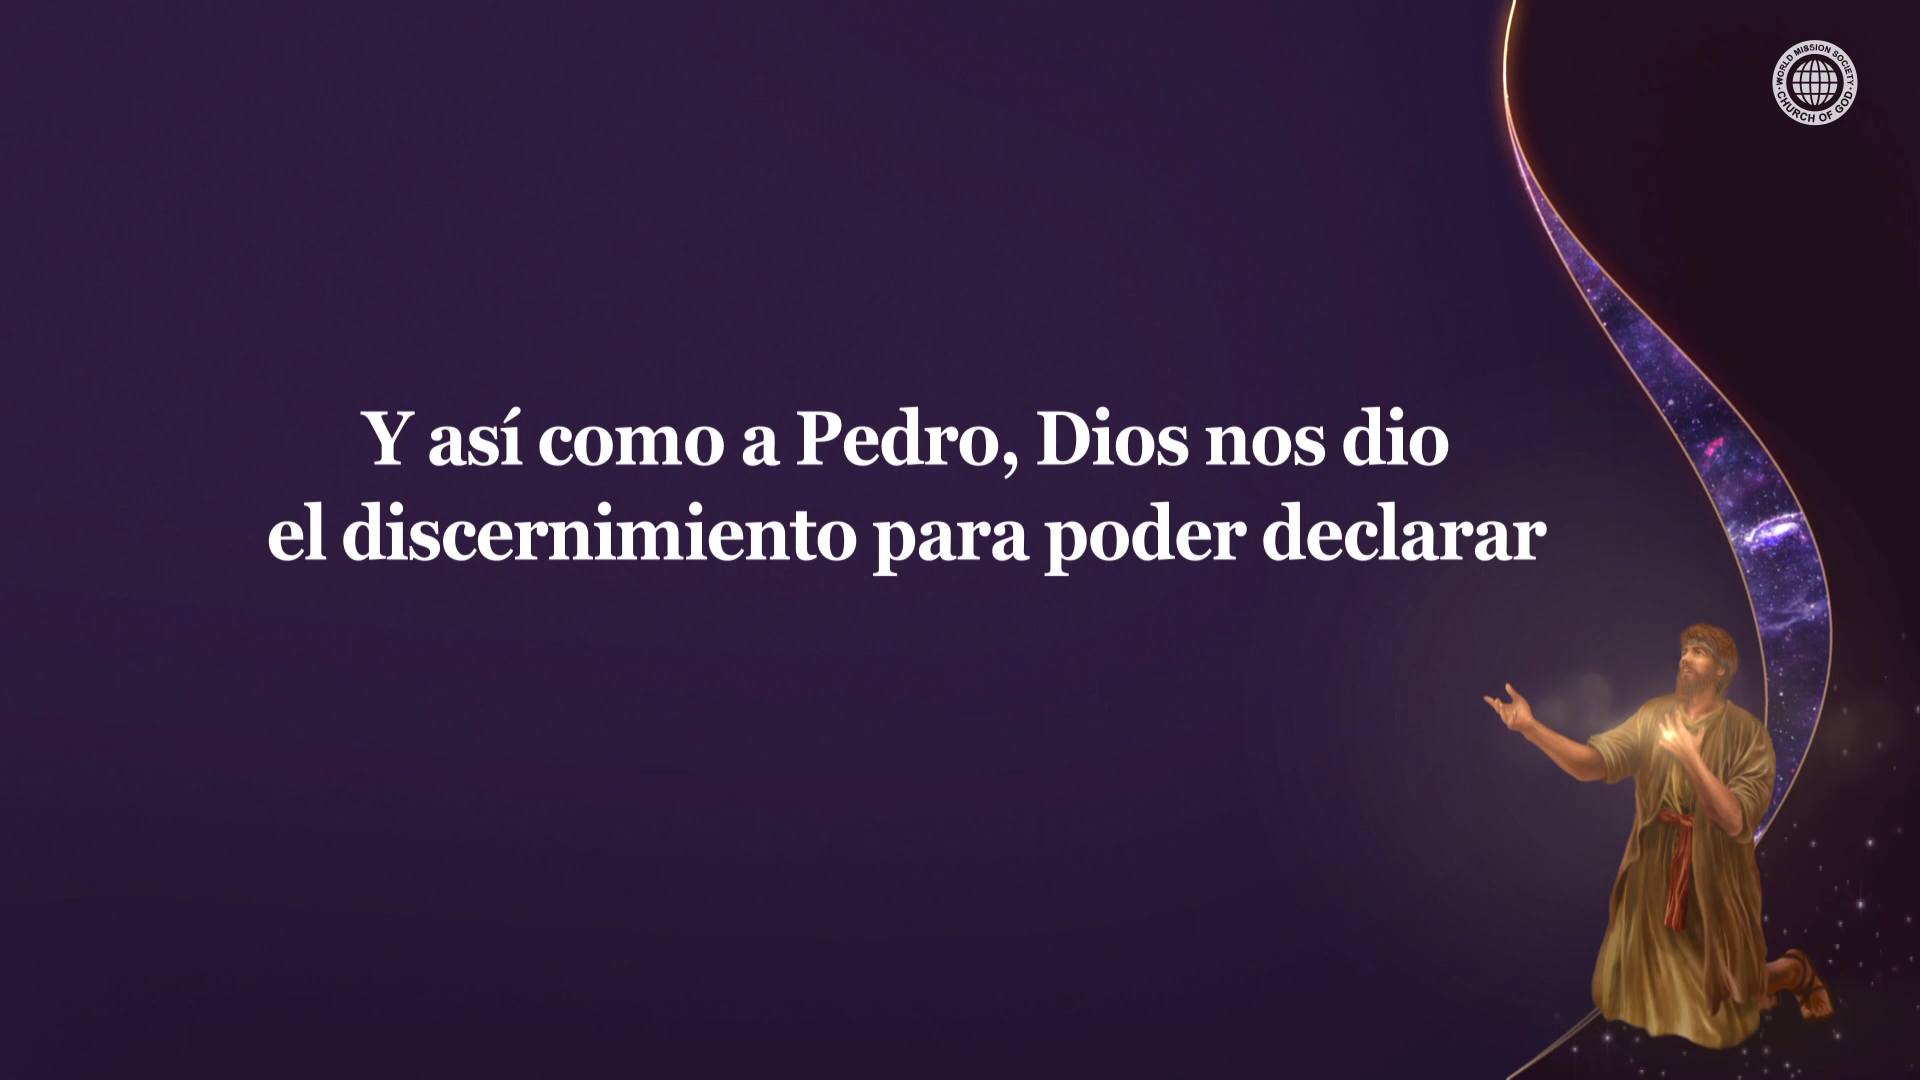 WORLD MISSION SOCIETY
CHURCH OF GOD
Y así como a Pedro, Dios nos dio
el discernimiento para poder declarar